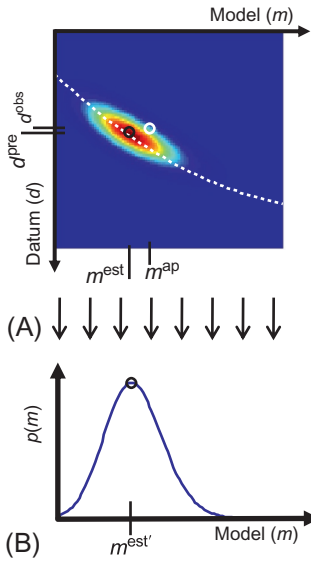 Model (m)
d^obs
d^pre
Datum (d)
m^est
m^ap
(A)
p(m)
m^est′
Model (m)
(B)